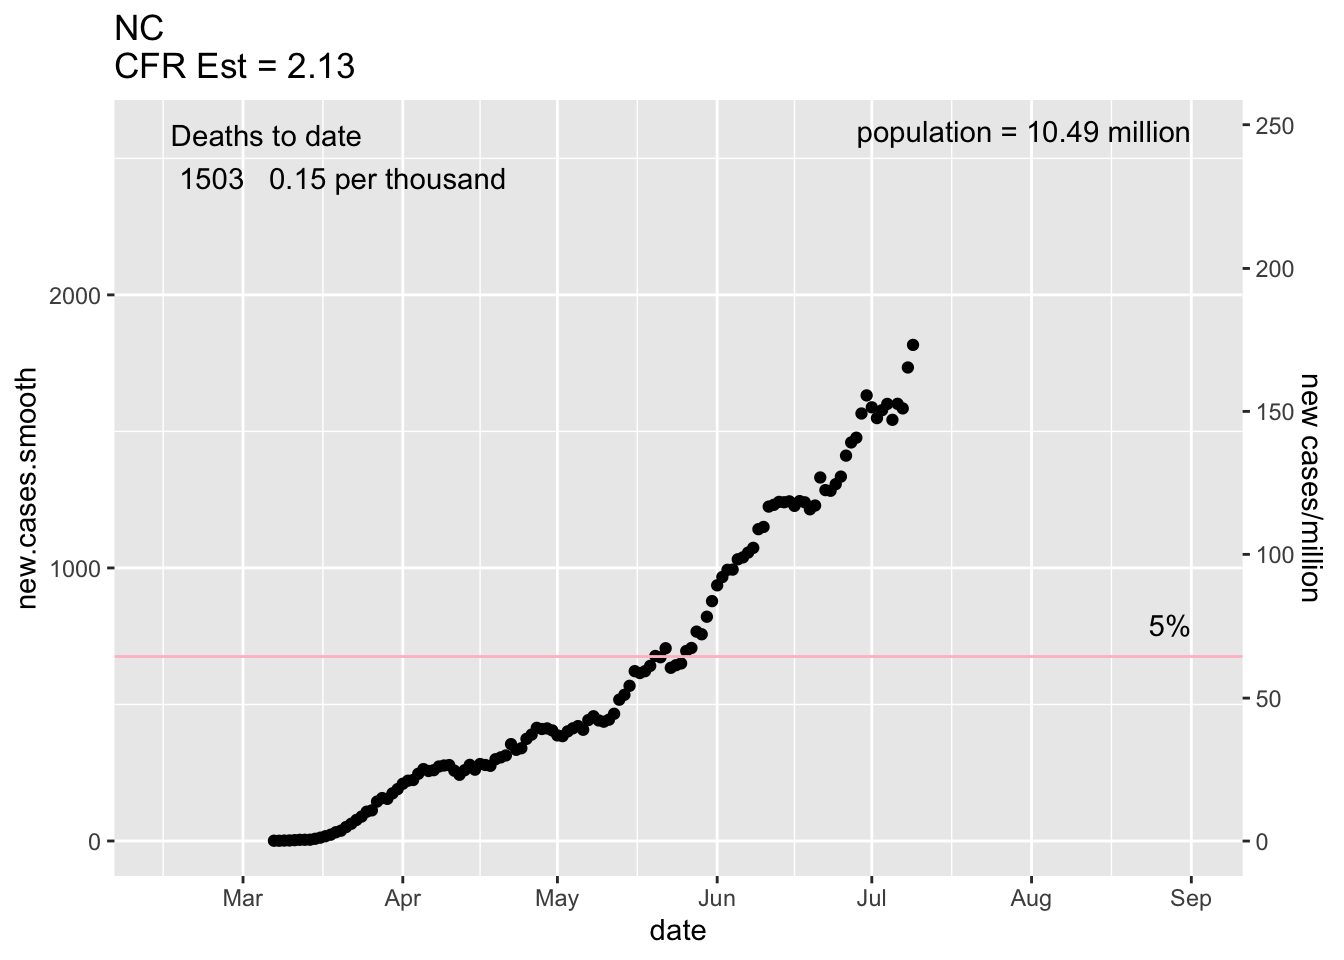 NC
CFR Est = 2.13
Deaths to date
1503 0.15 per thousand
population = 10.49 million
5%
new.cases.smooth
2000
1000
0
250
200
150
100
50
0
new cases/million
Mar Apr May Jun Jul Aug Sep
date